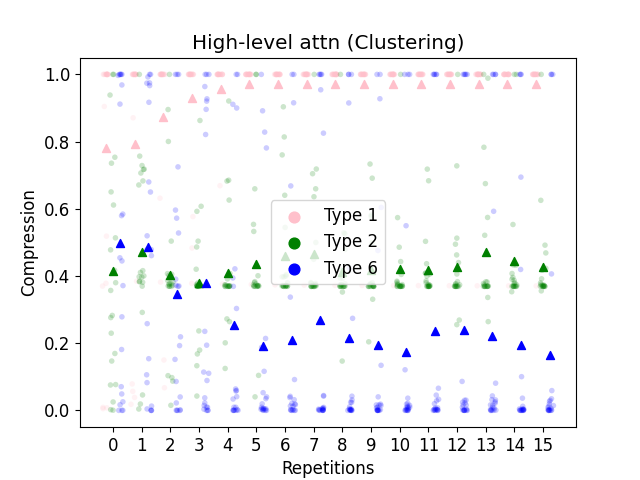 High-level attn (Clustering)
Compression
1.0
0.8
0.6
0.4
0.2
0.0
Type 1
Type 2
Type 6
0 1 2 3 4 5 6 7 8 9 10 11 12 13 14 15
Repetitions